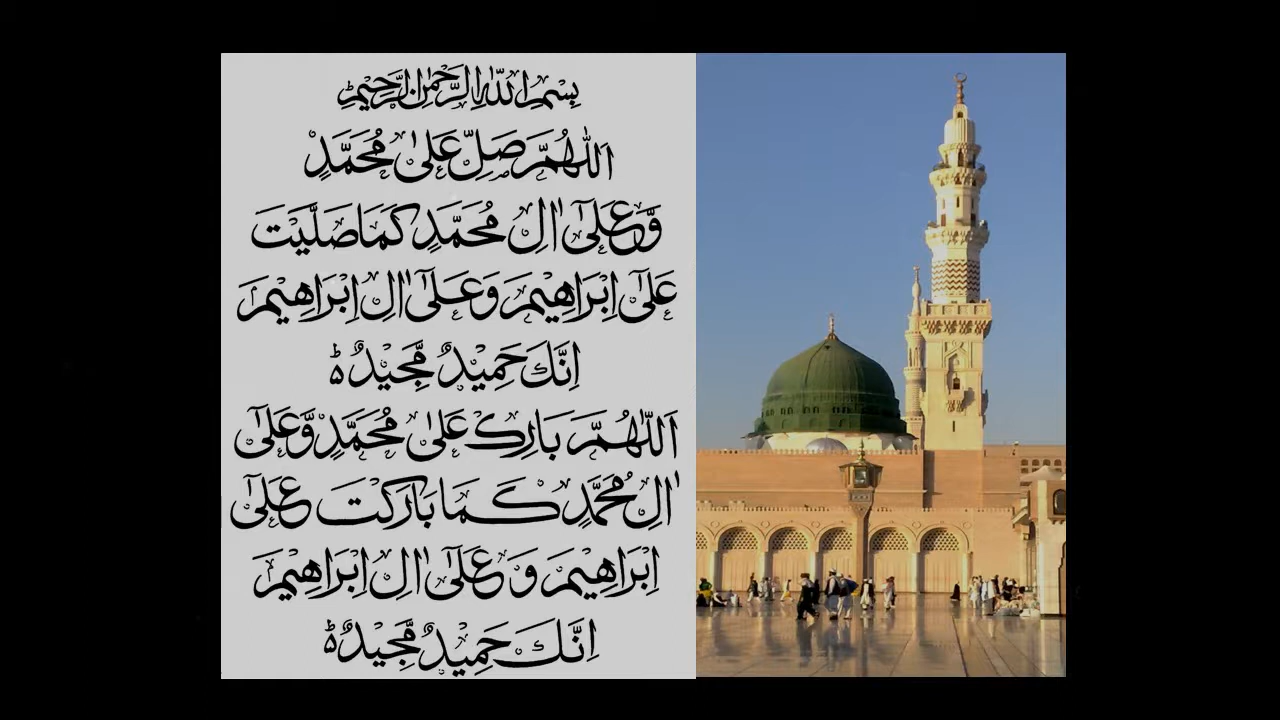 بِسْمِ اللّٰهِ الرَّحْمٰنِ الرَّحِيْمِ
اَللّٰهُمَّ صَلِّ عَلٰى مُحَمَّدٍ
وَّعَلٰٓى اٰلِ مُحَمَّدٍ كَمَا صَلَّيْتَ
عَلٰٓى اِبْرَاهِيْمَ وَعَلٰٓى اٰلِ اِبْرَاهِيْمَ
اِنَّكَ حَمِيْدٌ مَّجِيْدٌ ؕ
اَللّٰهُمَّ بَارِكْ عَلٰى مُحَمَّدٍ وَّعَلٰٓى
اٰلِ مُحَمَّدٍ كَمَا بَارَكْتَ عَلٰٓى
اِبْرَاهِيْمَ وَعَلٰٓى اٰلِ اِبْرَاهِيْمَ
اِنَّكَ حَمِيْدٌ مَّجِيْدٌ ؕ